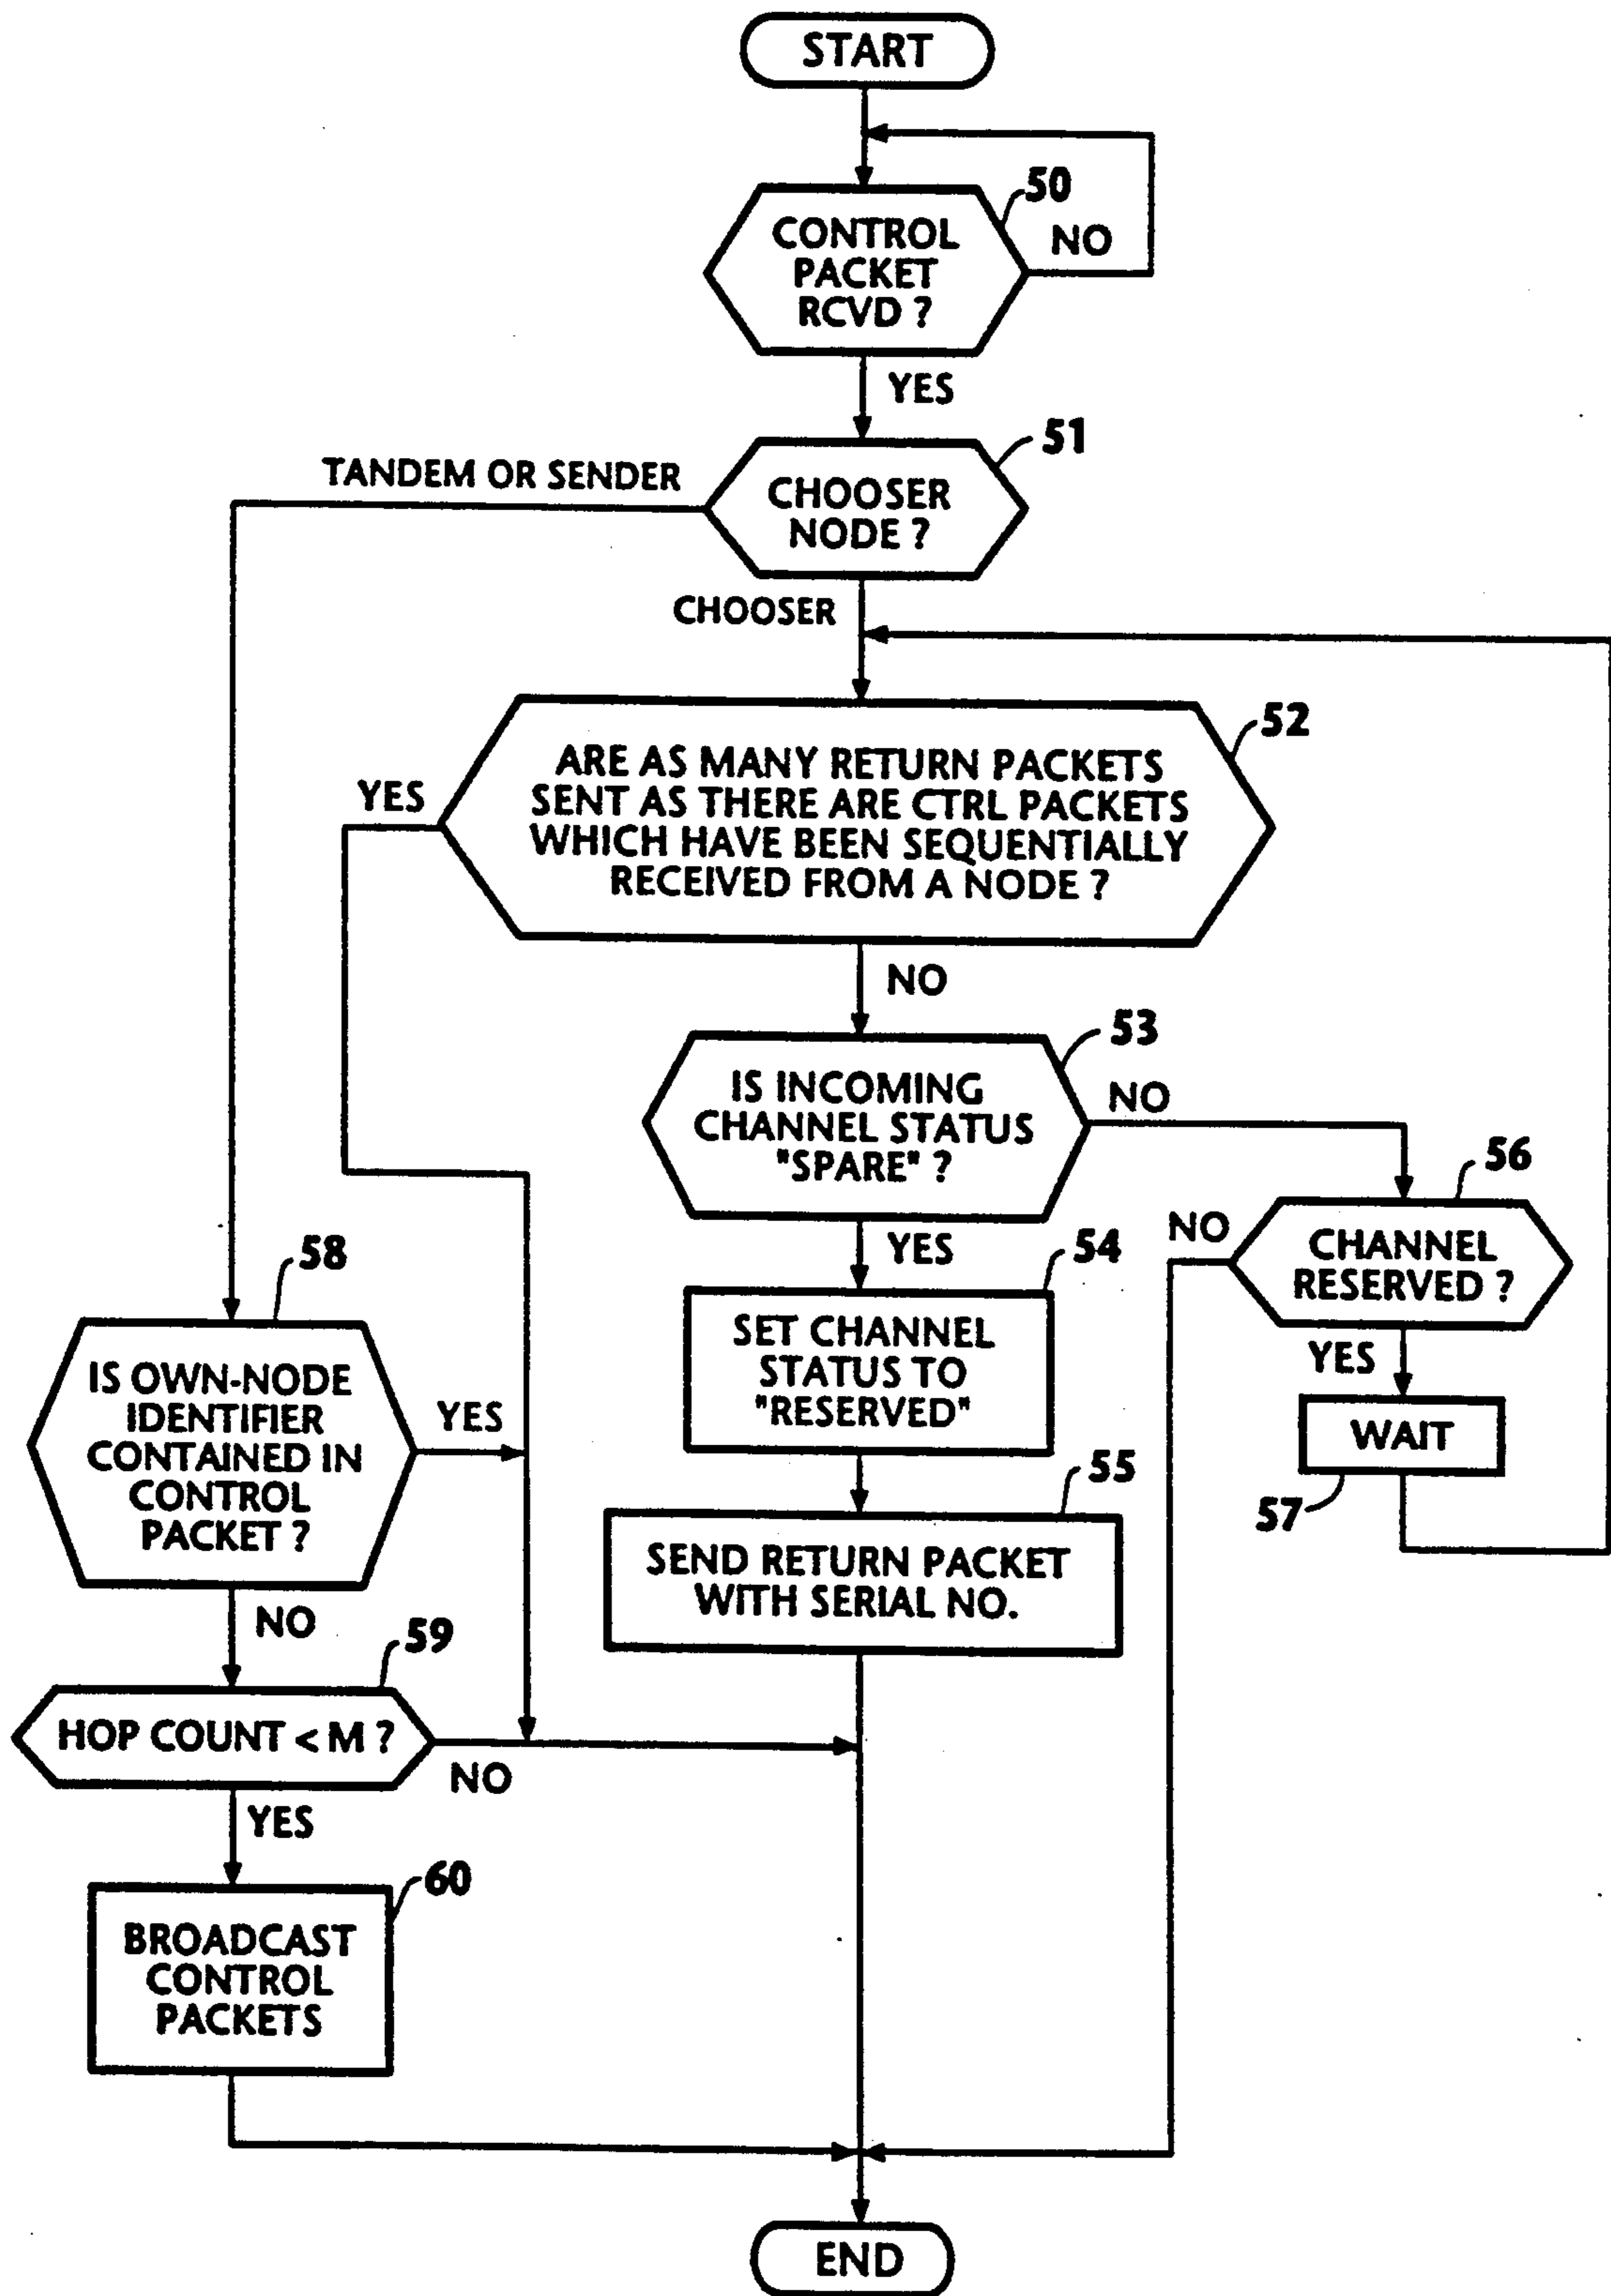 START
50
CONTROL
PACKET
RCVD ?
NO
YES
51
TANDEM OR SENDER
CHOOSER
NODE ?
CHOOSER
52
ARE AS MANY RETURN PACKETS
SENT AS THERE ARE CTRL PACKETS
WHICH HAVE BEEN SEQUENTIALLY
RECEIVED FROM A NODE ?
YES
NO
53
IS INCOMING
CHANNEL STATUS
"SPARE" ?
NO
YES
56
CHANNEL
RESERVED ?
NO
YES
54
SET CHANNEL
STATUS TO
"RESERVED"
WAIT
57
55
SEND RETURN PACKET
WITH SERIAL NO.
58
IS OWN-NODE
IDENTIFIER
CONTAINED IN
CONTROL
PACKET ?
YES
NO
59
HOP COUNT < M ?
NO
YES
60
BROADCAST
CONTROL
PACKETS
END